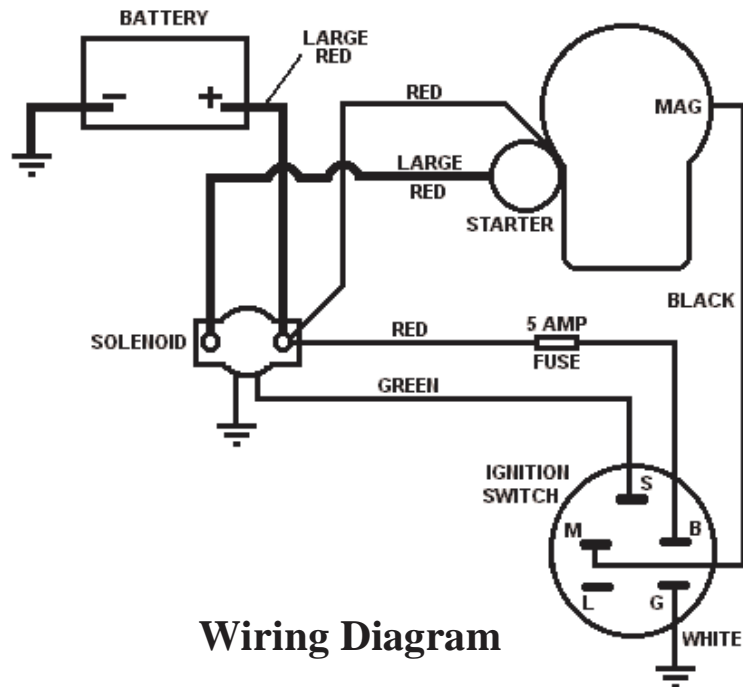 BATTERY
LARGE
RED
RED
MAG
LARGE
RED
STARTER
BLACK
SOLENOID
RED
5 AMP
FUSE
GREEN
IGNITION
SWITCH
S
M
B
L
G
WHITE
Wiring Diagram